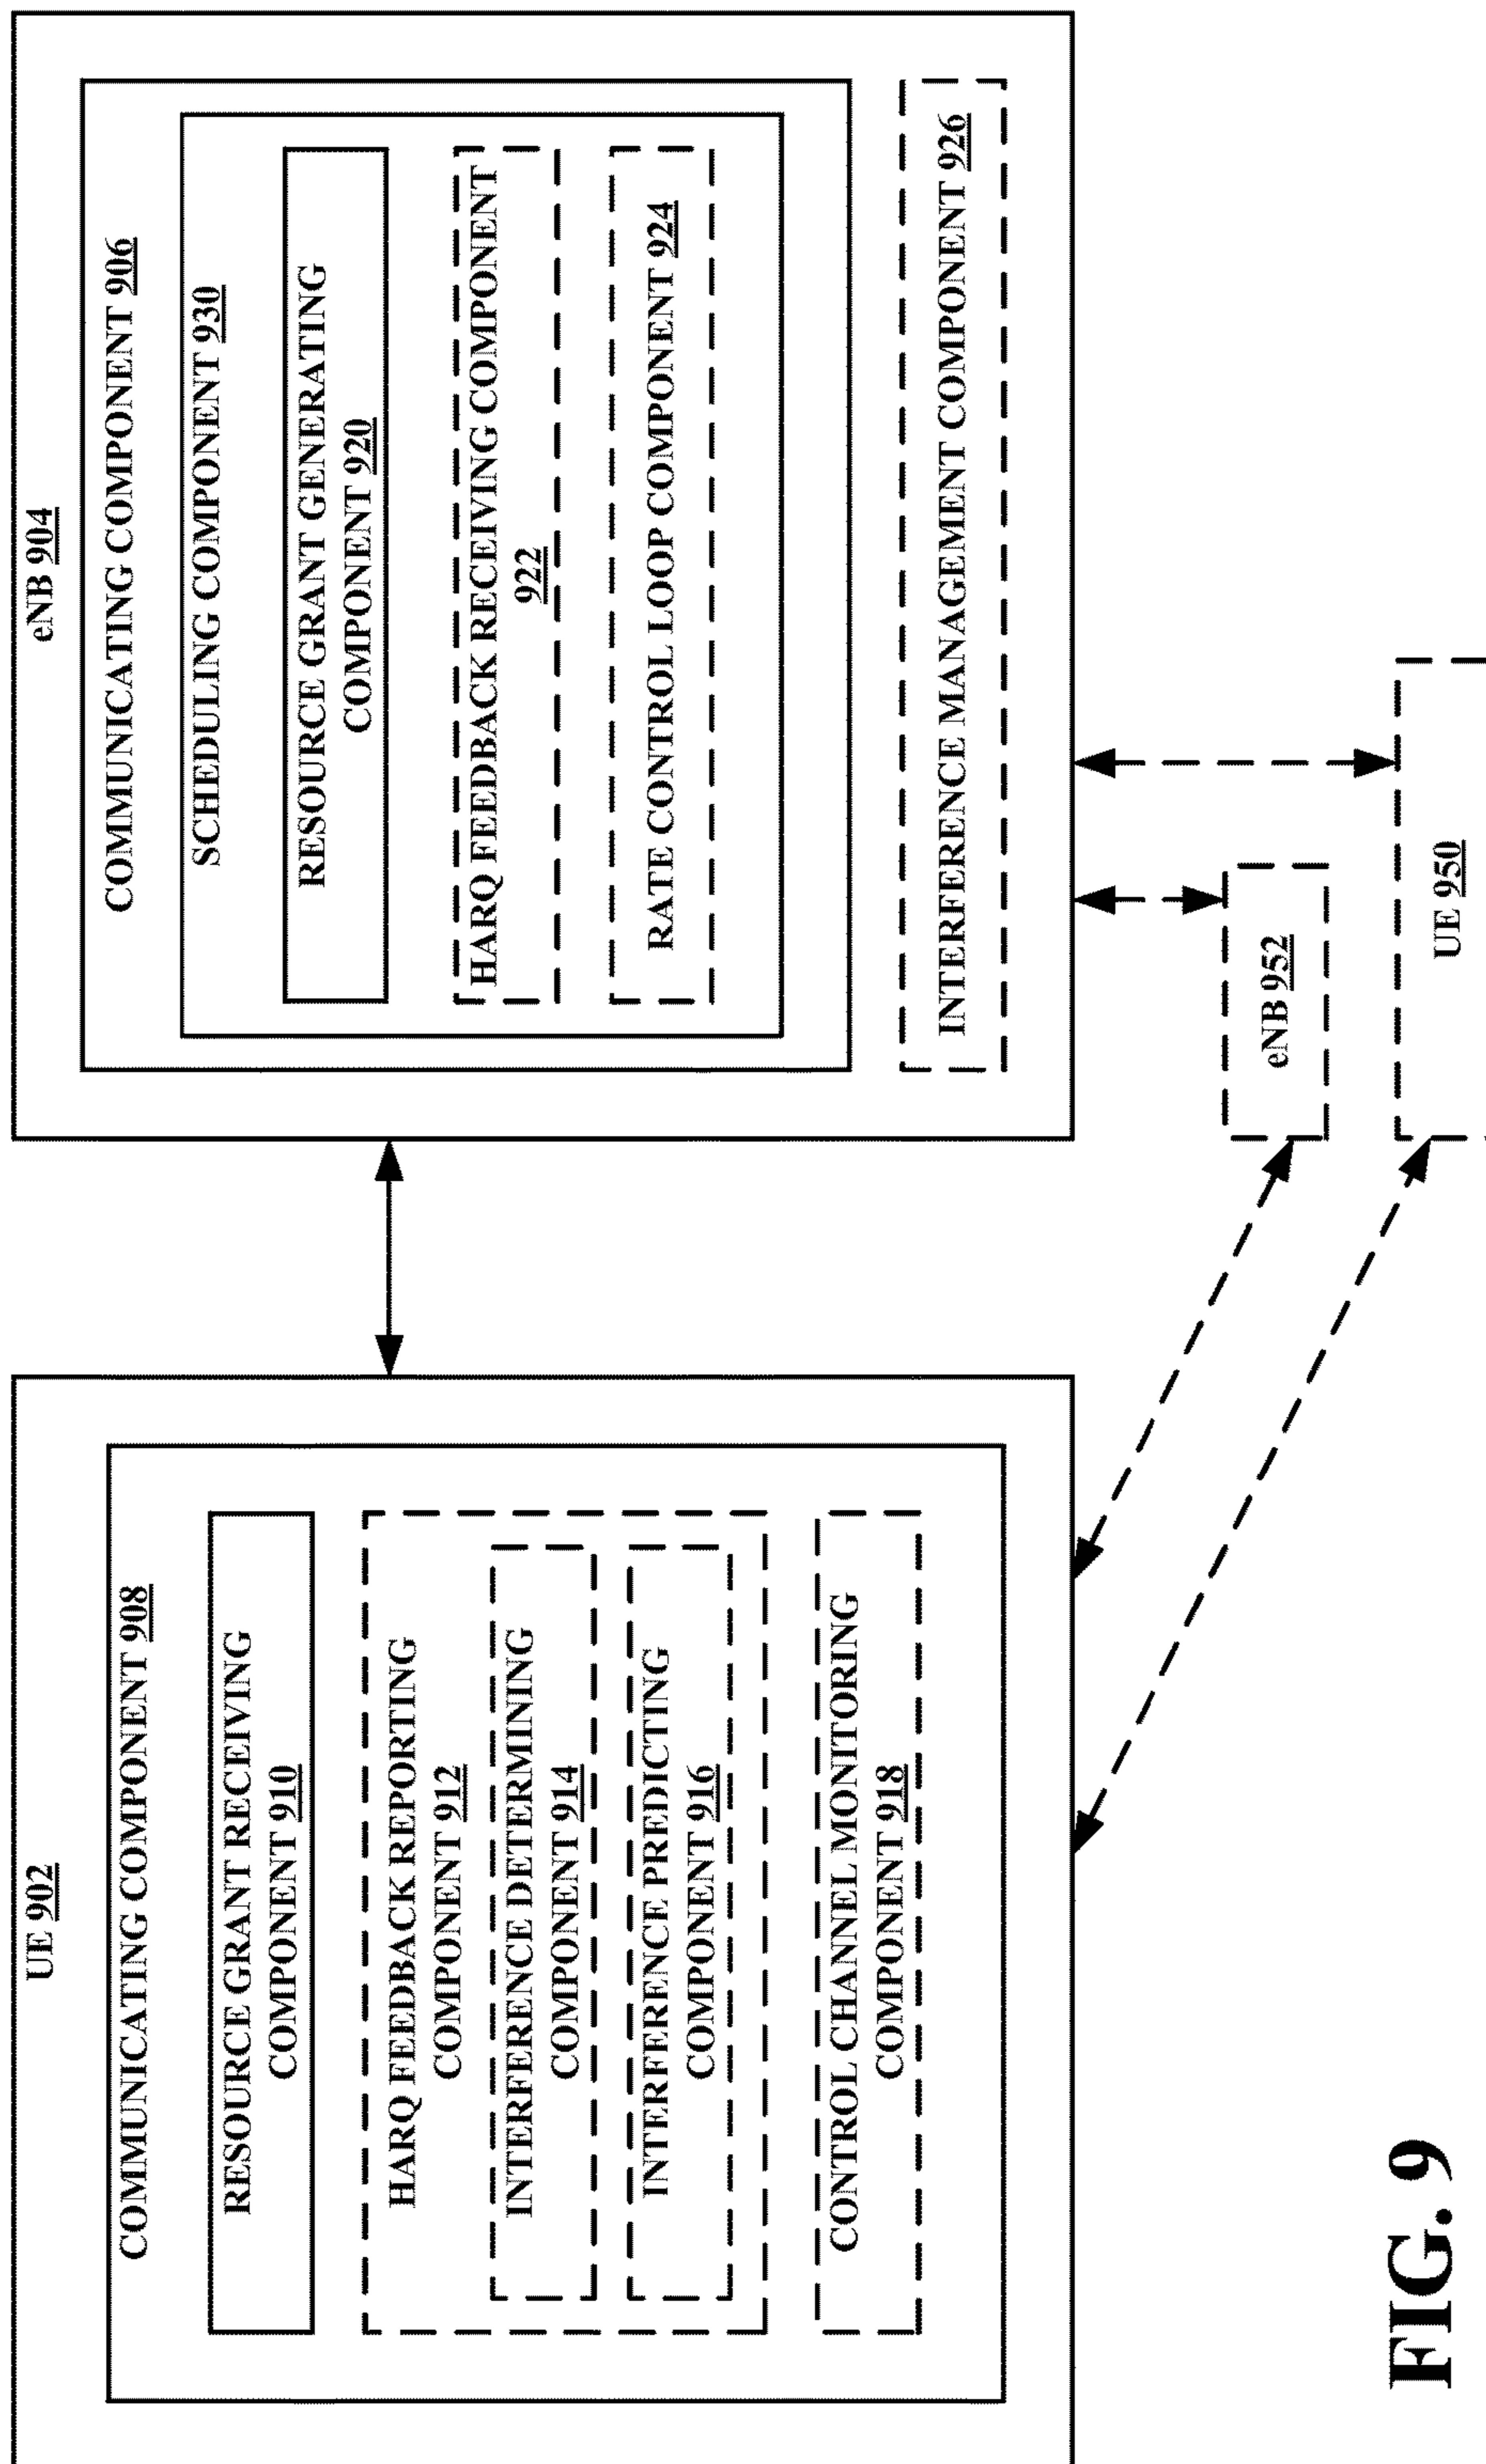 UE 902
COMMUNICATING COMPONENT 908
RESOURCE GRANT RECEIVING
COMPONENT 910
HARQ FEEDBACK REPORTING
COMPONENT 912
INTERFERENCE DETERMINING
COMPONENT 914
INTERFERENCE PREDICTING
COMPONENT 916
CONTROL CHANNEL MONITORING
COMPONENT 918
eNB 904
COMMUNICATING COMPONENT 906
SCHEDULING COMPONENT 930
RESOURCE GRANT GENERATING
COMPONENT 920
HARQ FEEDBACK RECEIVING COMPONENT
922
RATE CONTROL LOOP COMPONENT 924
INTERFERENCE MANAGEMENT COMPONENT 926
eNB 952
UE 950
FIG. 9